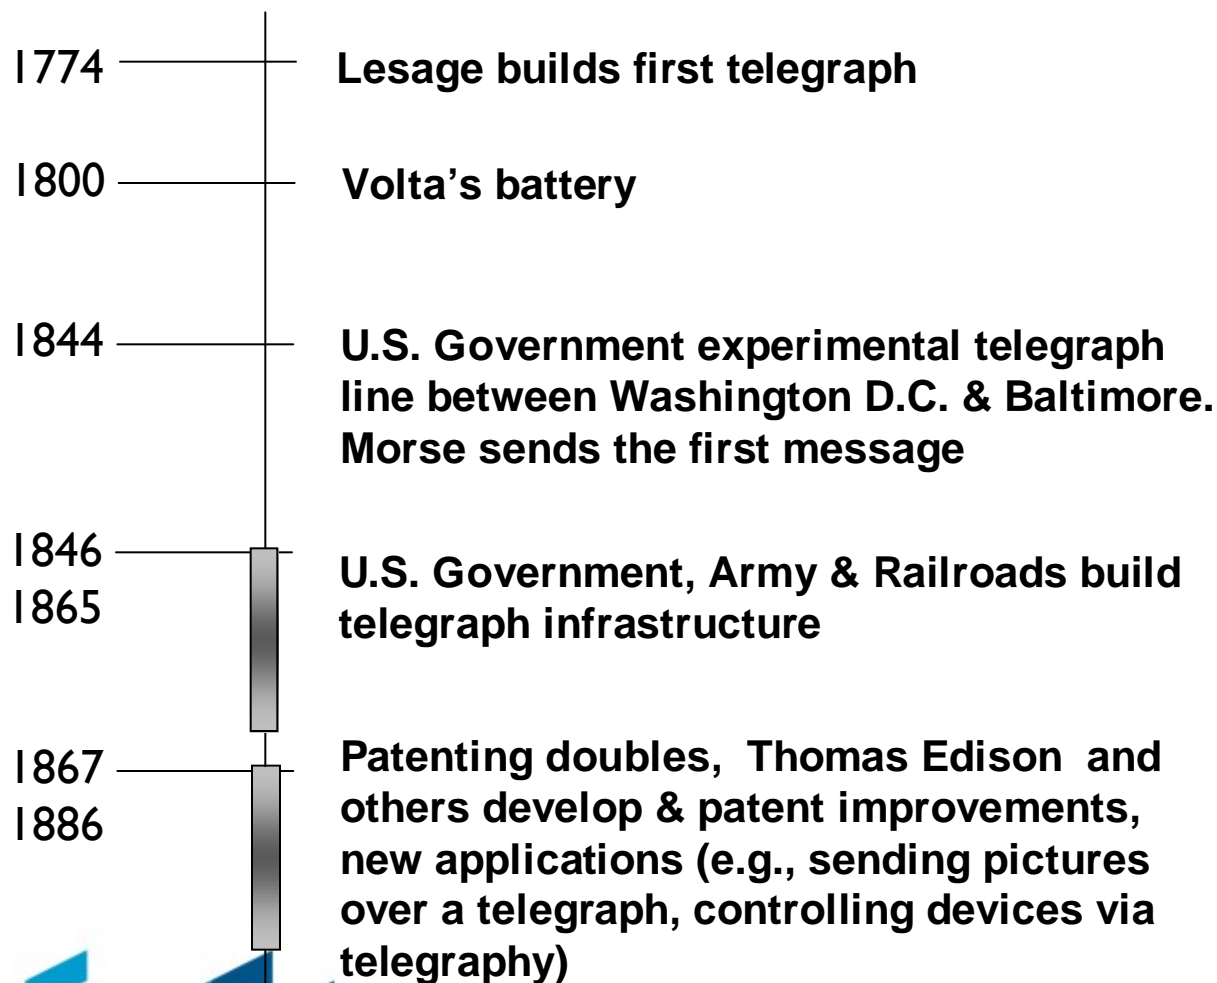 1774 Lesage builds first telegraph
1800 Volta’s battery
1844 U.S. Government experimental telegraph
line between Washington D.C. & Baltimore.
Morse sends the first message
1846 U.S. Government, Army & Railroads build
1865 telegraph infrastructure
1867 Patenting doubles, Thomas Edison and
1886 others develop & patent improvements,
new applications (e.g., sending pictures
over a telegraph, controlling devices via
telegraphy)